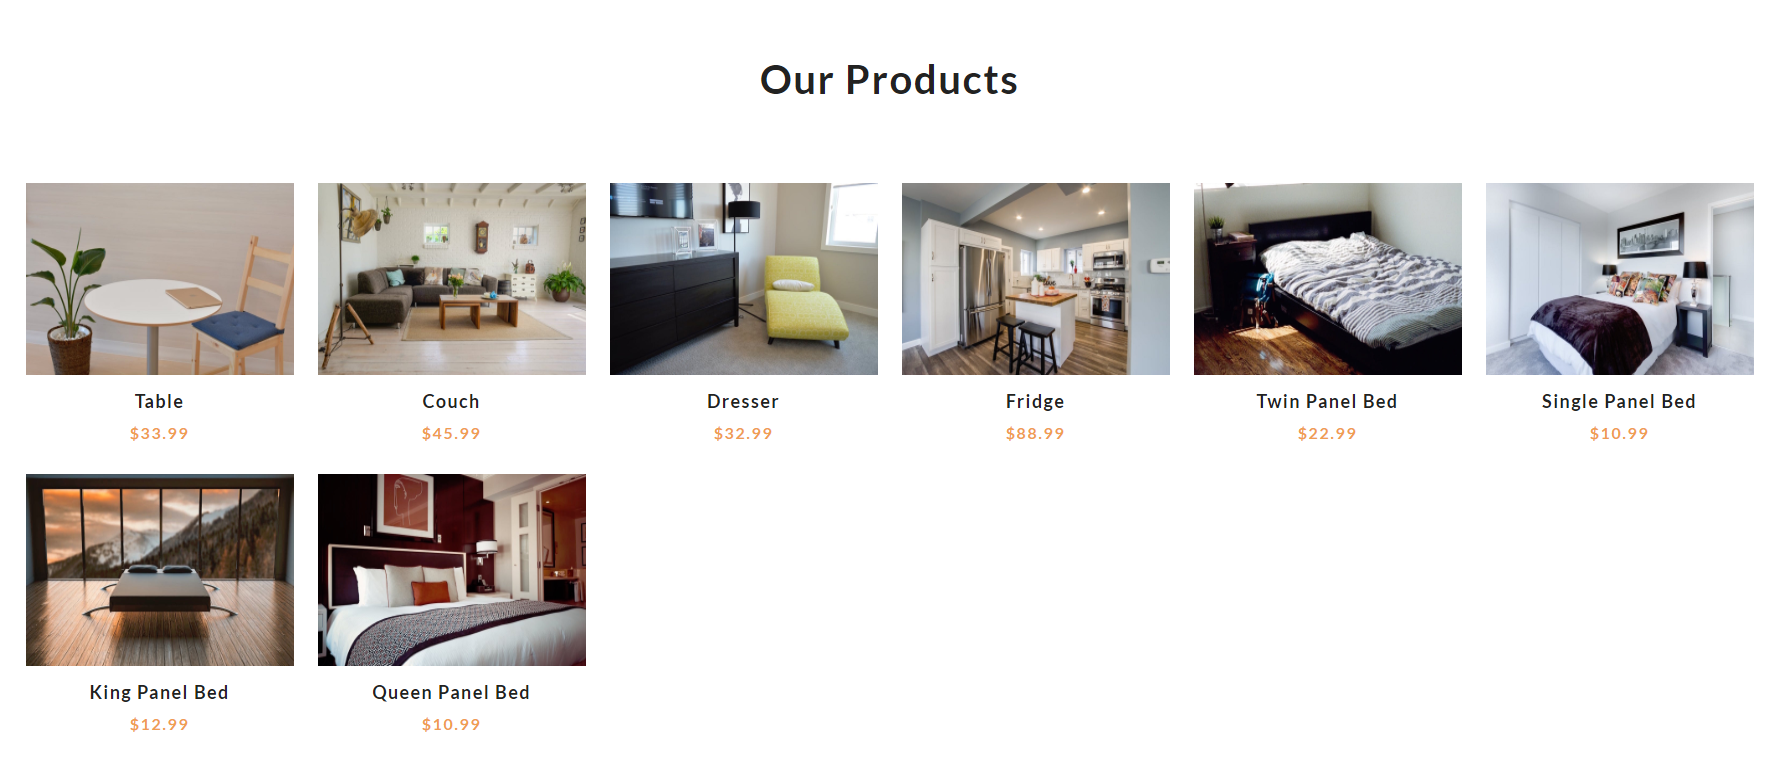 Our Products
Table
$33.99
Couch
$45.99
Dresser
$32.99
Fridge
$88.99
Twin Panel Bed
$22.99
Single Panel Bed
$10.99
King Panel Bed
$12.99
Queen Panel Bed
$10.99